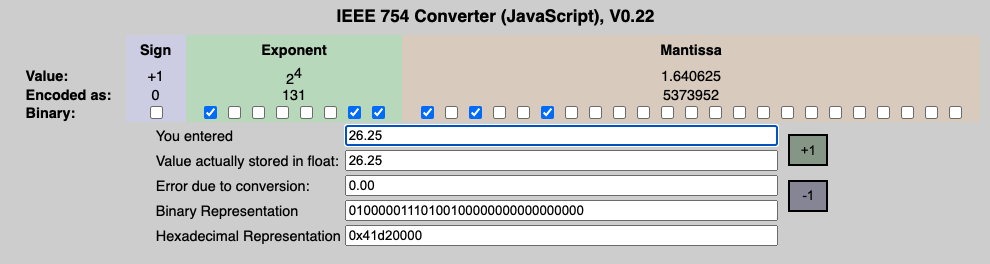 IEEE 754 Converter (JavaScript), V0.22
Sign Exponent Mantissa
Value: +1 2⁴ 1.640625
Encoded as: 0 131 5373952
Binary:
You entered 26.25
+1
Value actually stored in float: 26.25
Error due to conversion: 0.00
-1
Binary Representation 01000001110100100000000000000000
Hexadecimal Representation 0x41d20000